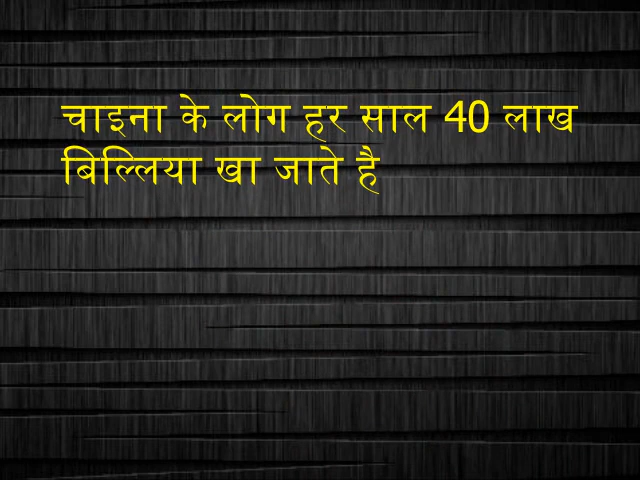 चाइना के लोग हर साल 40 लाख
बिल्लिया खा जाते है